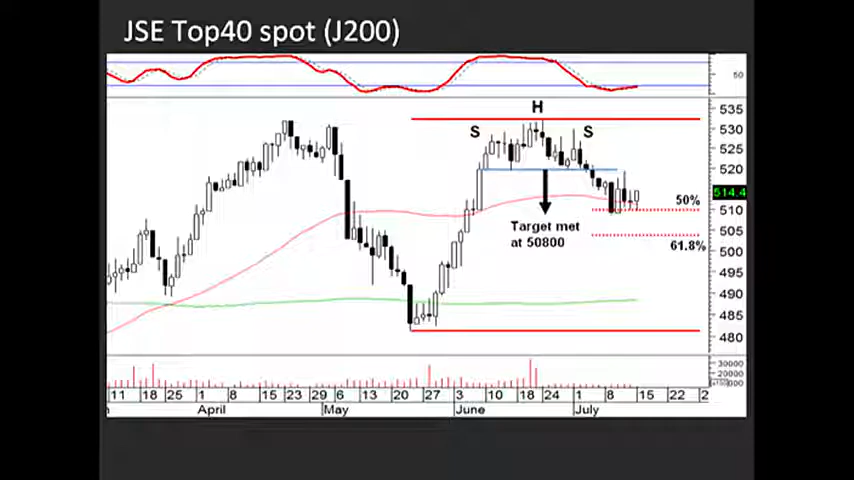 JSE Top40 spot (J200)
50
H
S
S
535
530
525
520
514.4
50%
510
Target met
at 50800
505
61.8%
500
495
490
485
480
30000
20000
11 18 25 1 8 15 23 29 6 13 20 27 3 10 18 24 1 8 15 22 2
April May June July